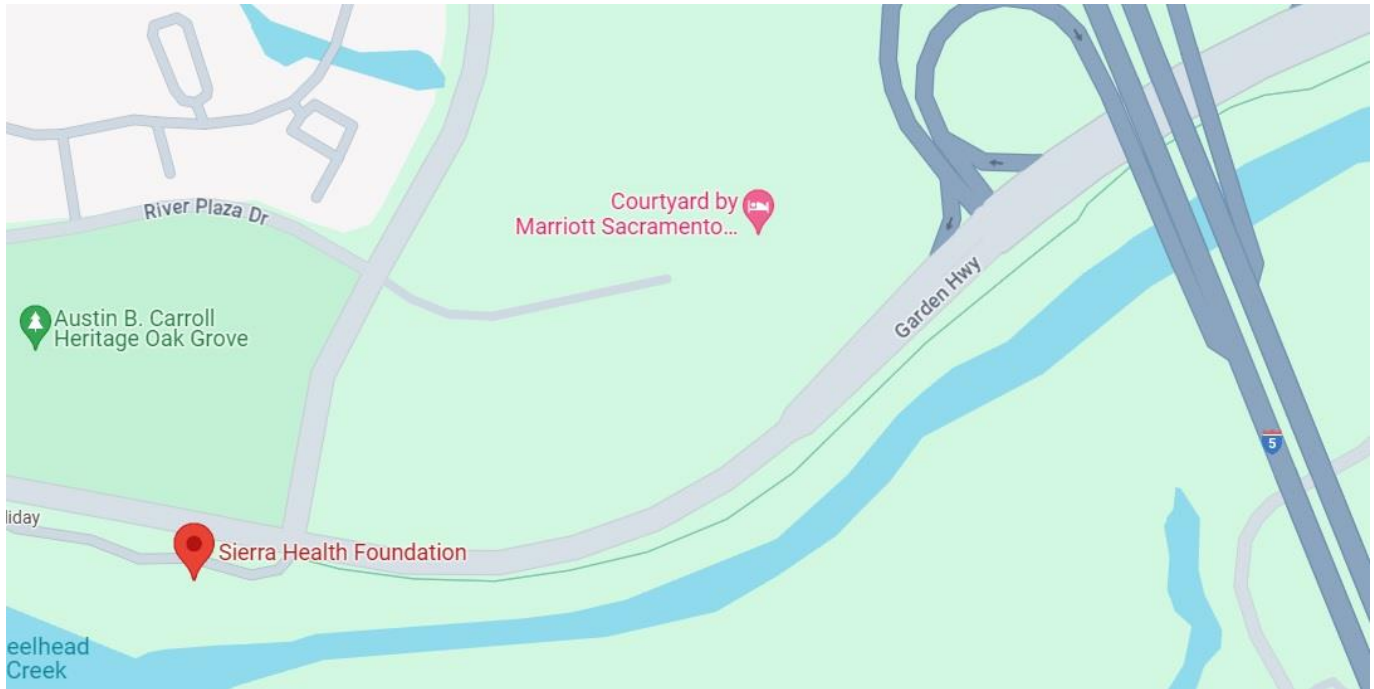 River Plaza Dr
Courtyard by
Marriott Sacramento...
Austin B. Carroll
Heritage Oak Grove
Garden Hwy
5
liday
Sierra Health Foundation
eelhead
Creek